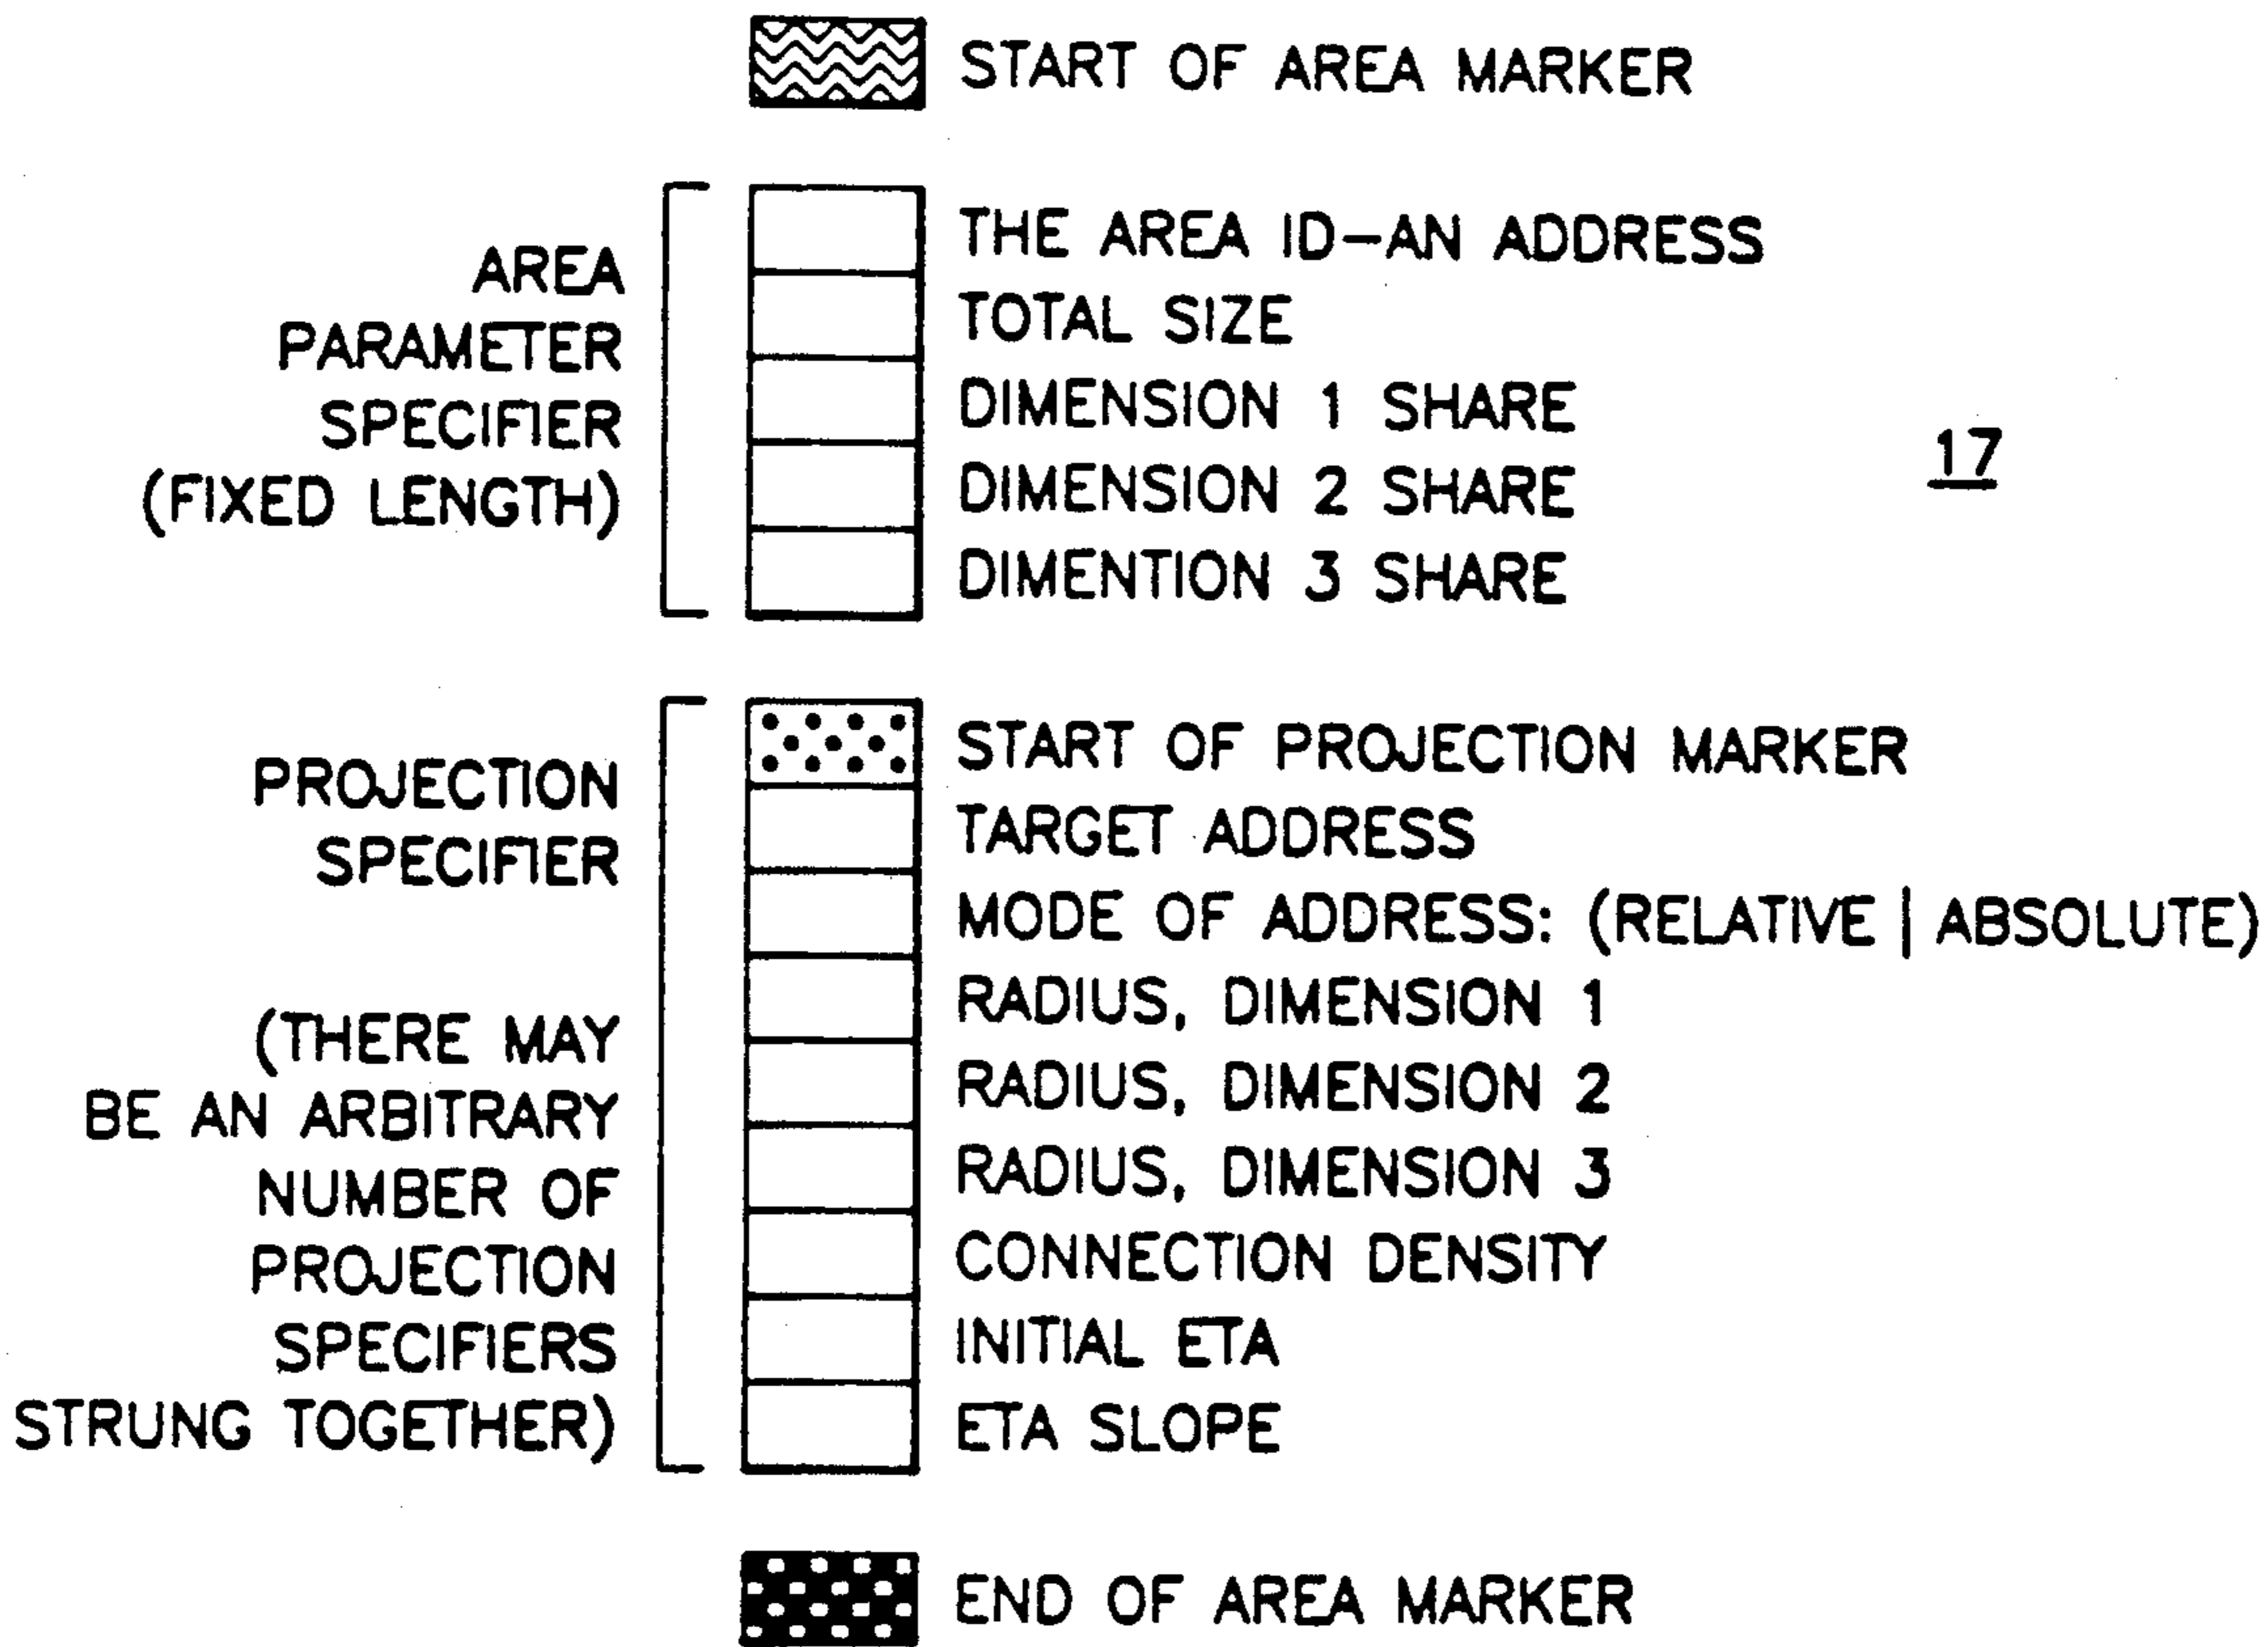 START OF AREA MARKER
AREA
PARAMETER
SPECIFIER
(FIXED LENGTH)
THE AREA ID–AN ADDRESS
TOTAL SIZE
DIMENSION 1 SHARE
DIMENSION 2 SHARE
DIMENTION 3 SHARE
17
PROJECTION
SPECIFIER
(THERE MAY
BE AN ARBITRARY
NUMBER OF
PROJECTION
SPECIFIERS
STRUNG TOGETHER)
START OF PROJECTION MARKER
TARGET ADDRESS
MODE OF ADDRESS: (RELATIVE | ABSOLUTE)
RADIUS, DIMENSION 1
RADIUS, DIMENSION 2
RADIUS, DIMENSION 3
CONNECTION DENSITY
INITIAL ETA
ETA SLOPE
END OF AREA MARKER